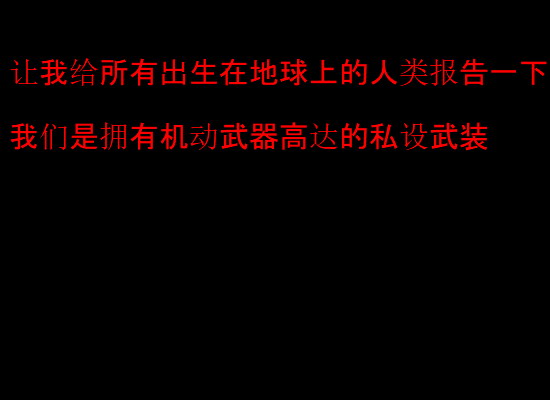 让我给所有出生在地球上的人类报告一下
我们是拥有机动武器高达的私设武装